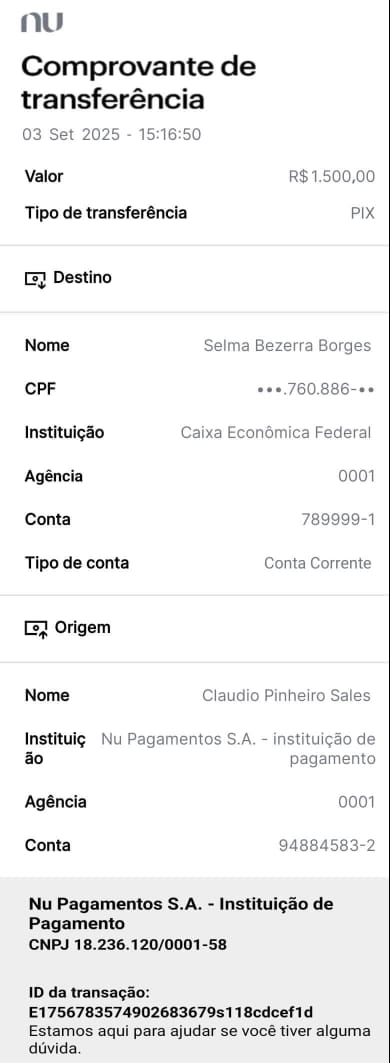 nu
Comprovante de
transferência
03 Set 2025 - 15:16:50
Valor R$1.500,00
Tipo de transferência PIX
Destino
Nome Selma Bezerra Borges
CPF •••.760.886-••
Instituição Caixa Econômica Federal
Agência 0001
Conta 789999-1
Tipo de conta Conta Corrente
Origem
Nome Claudio Pinheiro Sales
Instituiç Nu Pagamentos S.A. - instituição de
ão pagamento
Agência 0001
Conta 94884583-2
Nu Pagamentos S.A. - Instituição de
Pagamento
CNPJ 18.236.120/0001-58
ID da transação:
E1756783574902683679s118cdcef1d
Estamos aqui para ajudar se você tiver alguma
dúvida.